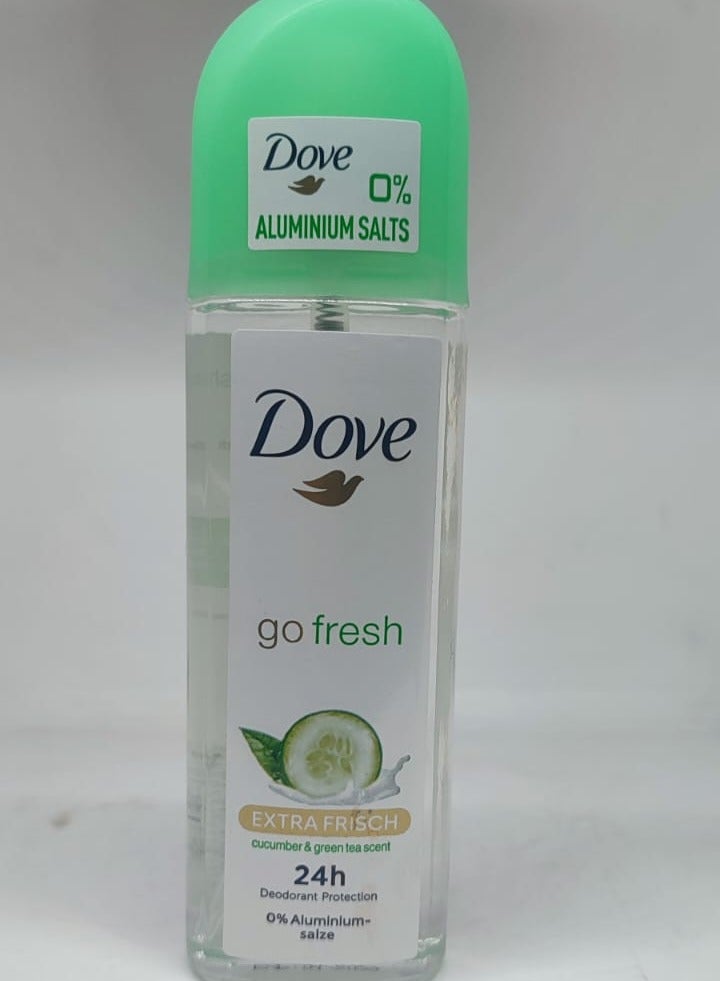 Dove
0%
ALUMINIUM SALTS
Dove
go fresh
EXTRA FRISCH
cucumber & green tea scent
24h
Deodorant Protection
0% Aluminium-
salze